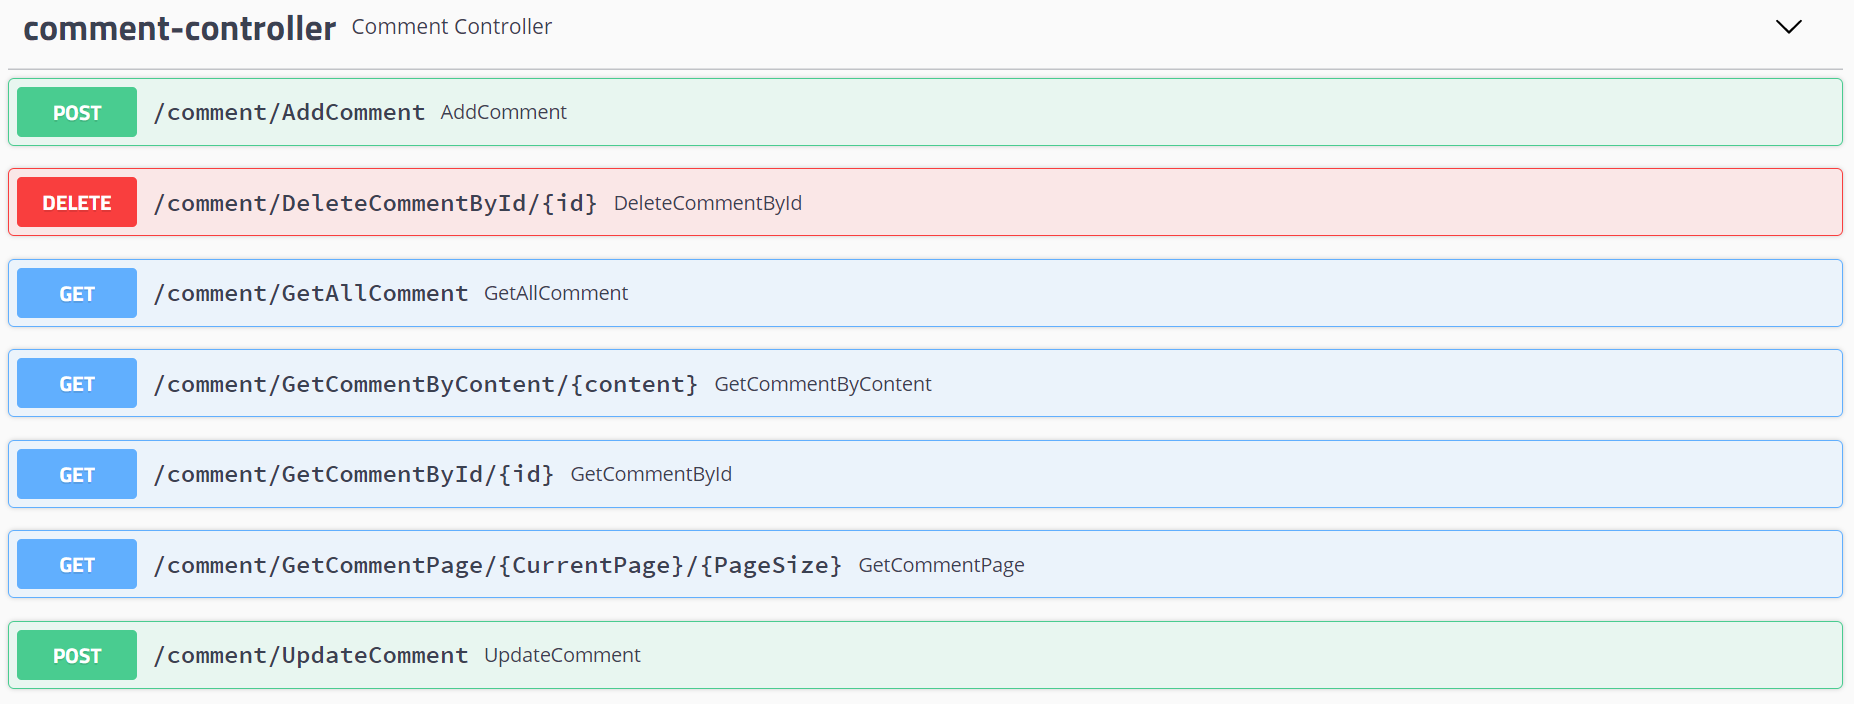 comment-controller Comment Controller
POST /comment/AddComment AddComment
DELETE /comment/DeleteCommentById/{id} DeleteCommentById
GET /comment/GetAllComment GetAllComment
GET /comment/GetCommentByContent/{content} GetCommentByContent
GET /comment/GetCommentById/{id} GetCommentById
GET /comment/GetCommentPage/{CurrentPage}/{PageSize} GetCommentPage
POST /comment/UpdateComment UpdateComment